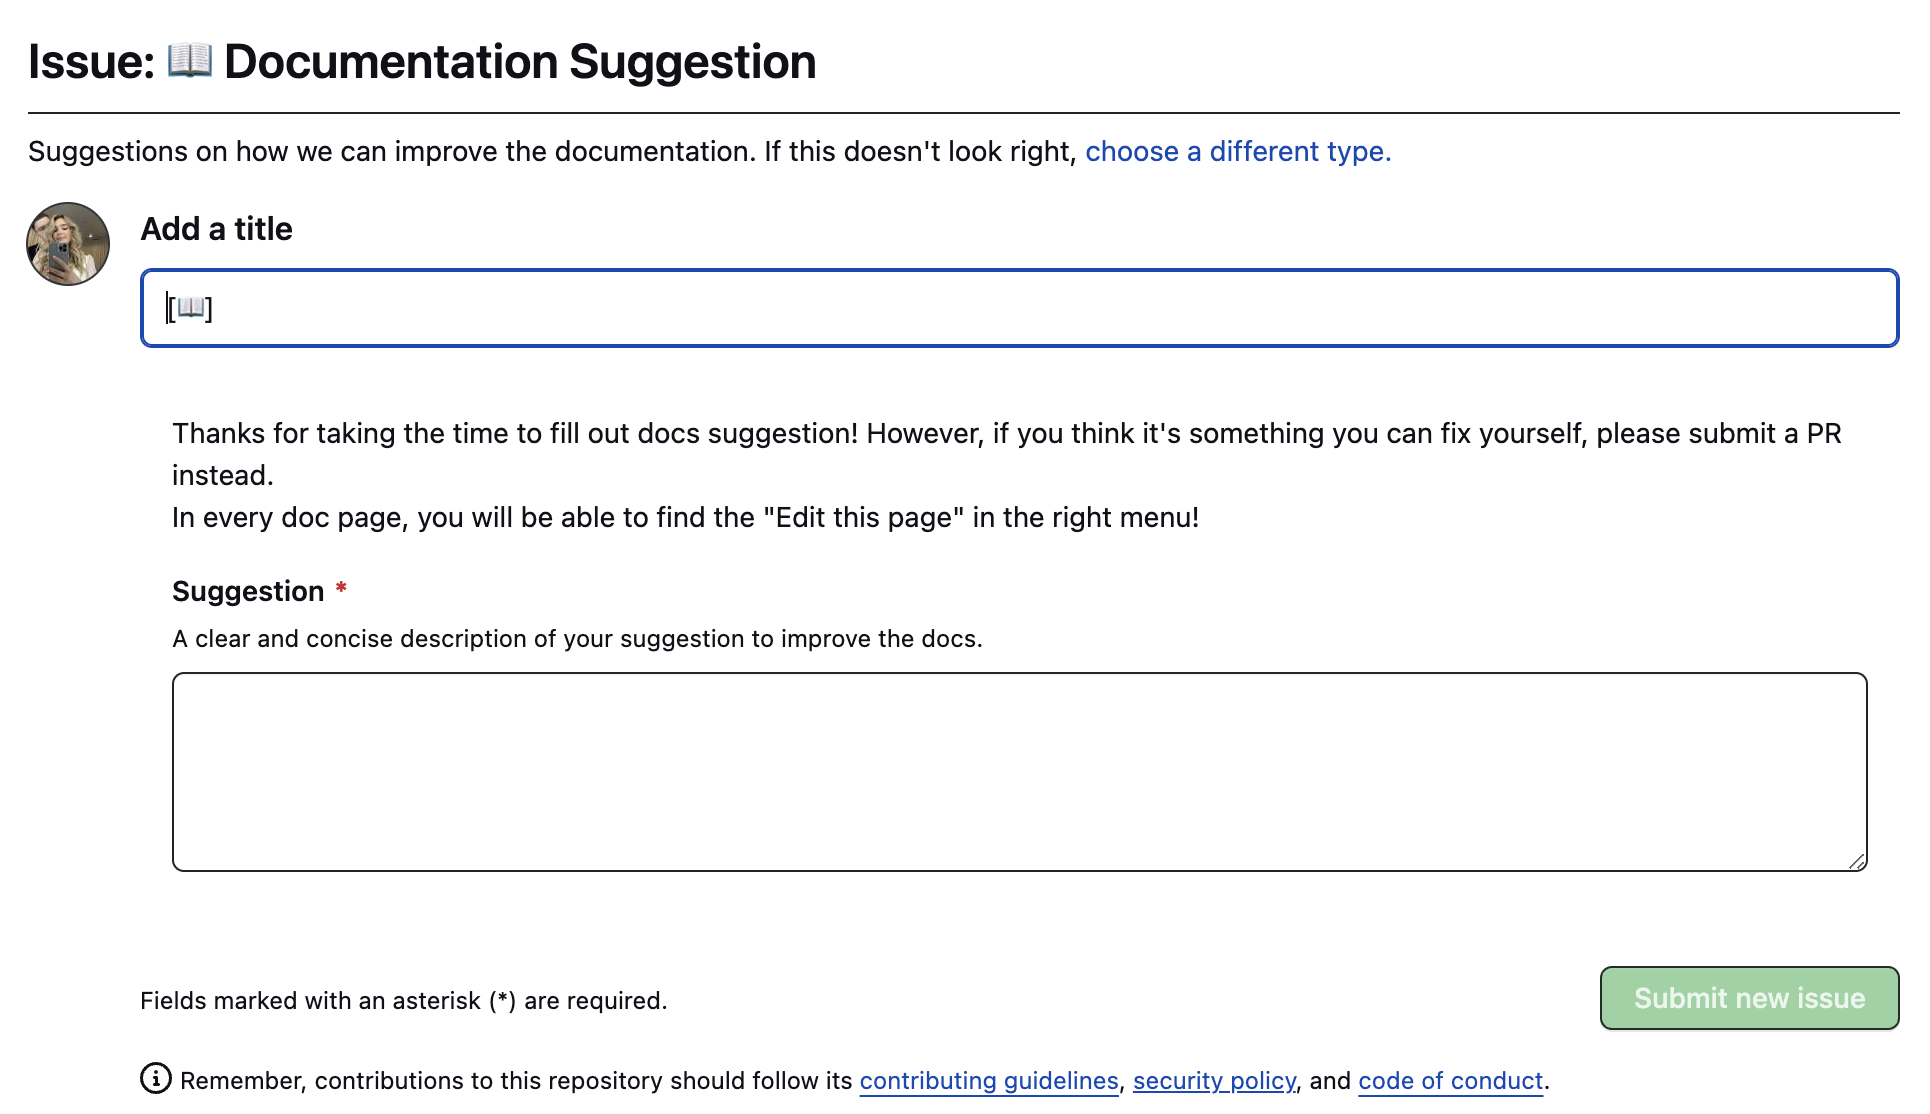 Issue: 📖 Documentation Suggestion
Suggestions on how we can improve the documentation. If this doesn't look right, choose a different type.
Add a title
[📖]
Thanks for taking the time to fill out docs suggestion! However, if you think it's something you can fix yourself, please submit a PR
instead.
In every doc page, you will be able to find the "Edit this page" in the right menu!
Suggestion *
A clear and concise description of your suggestion to improve the docs.
Fields marked with an asterisk (*) are required.
Submit new issue
Remember, contributions to this repository should follow its contributing guidelines, security policy, and code of conduct.